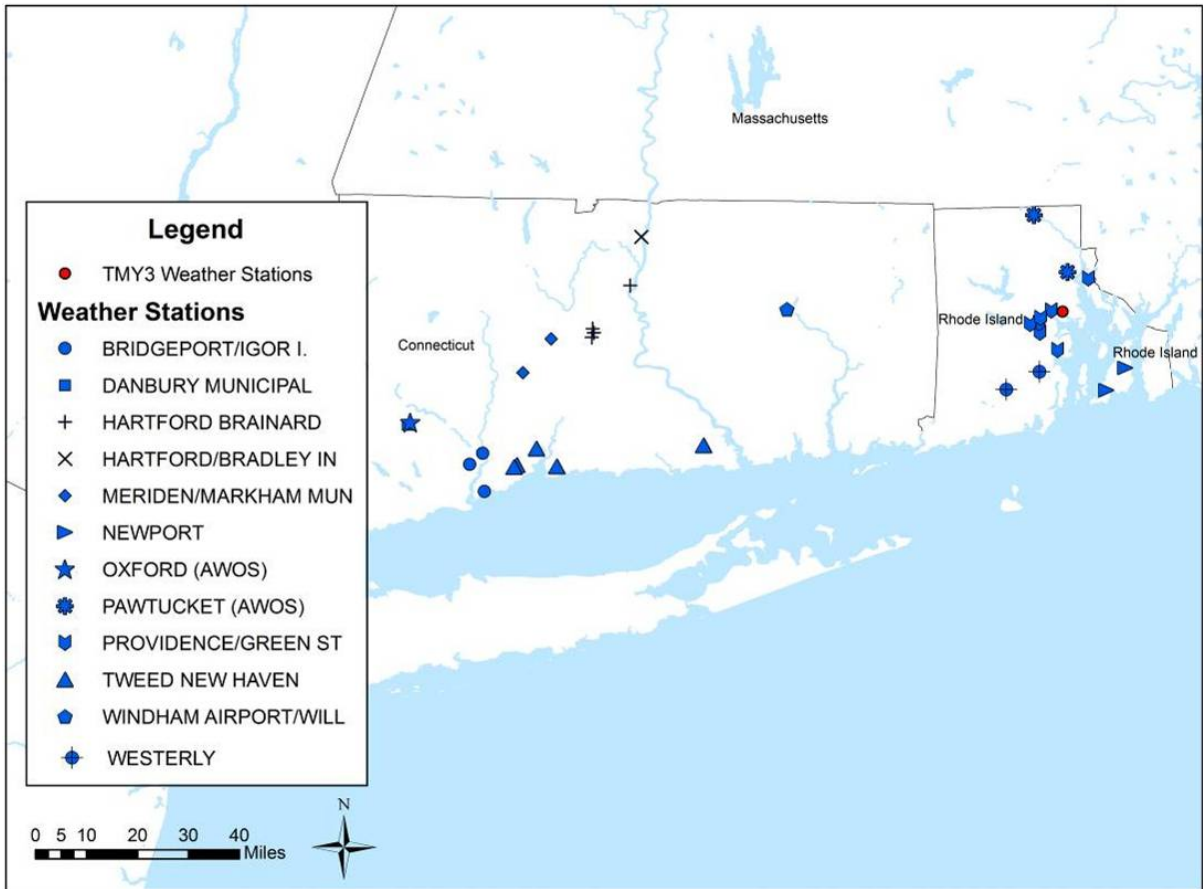 Massachusetts
Legend
TMY3 Weather Stations
Weather Stations
BRIDGEPORT/IGOR I.
DANBURY MUNICIPAL
HARTFORD BRAINARD
HARTFORD/BRADLEY IN
MERIDEN/MARKHAM MUN
NEWPORT
OXFORD (AWOS)
PAWTUCKET (AWOS)
PROVIDENCE/GREEN ST
TWEED NEW HAVEN
WINDHAM AIRPORT/WILL
WESTERLY
Connecticut
Rhode Island
Rhode Island
N
0 5 10 20 30 40
Miles